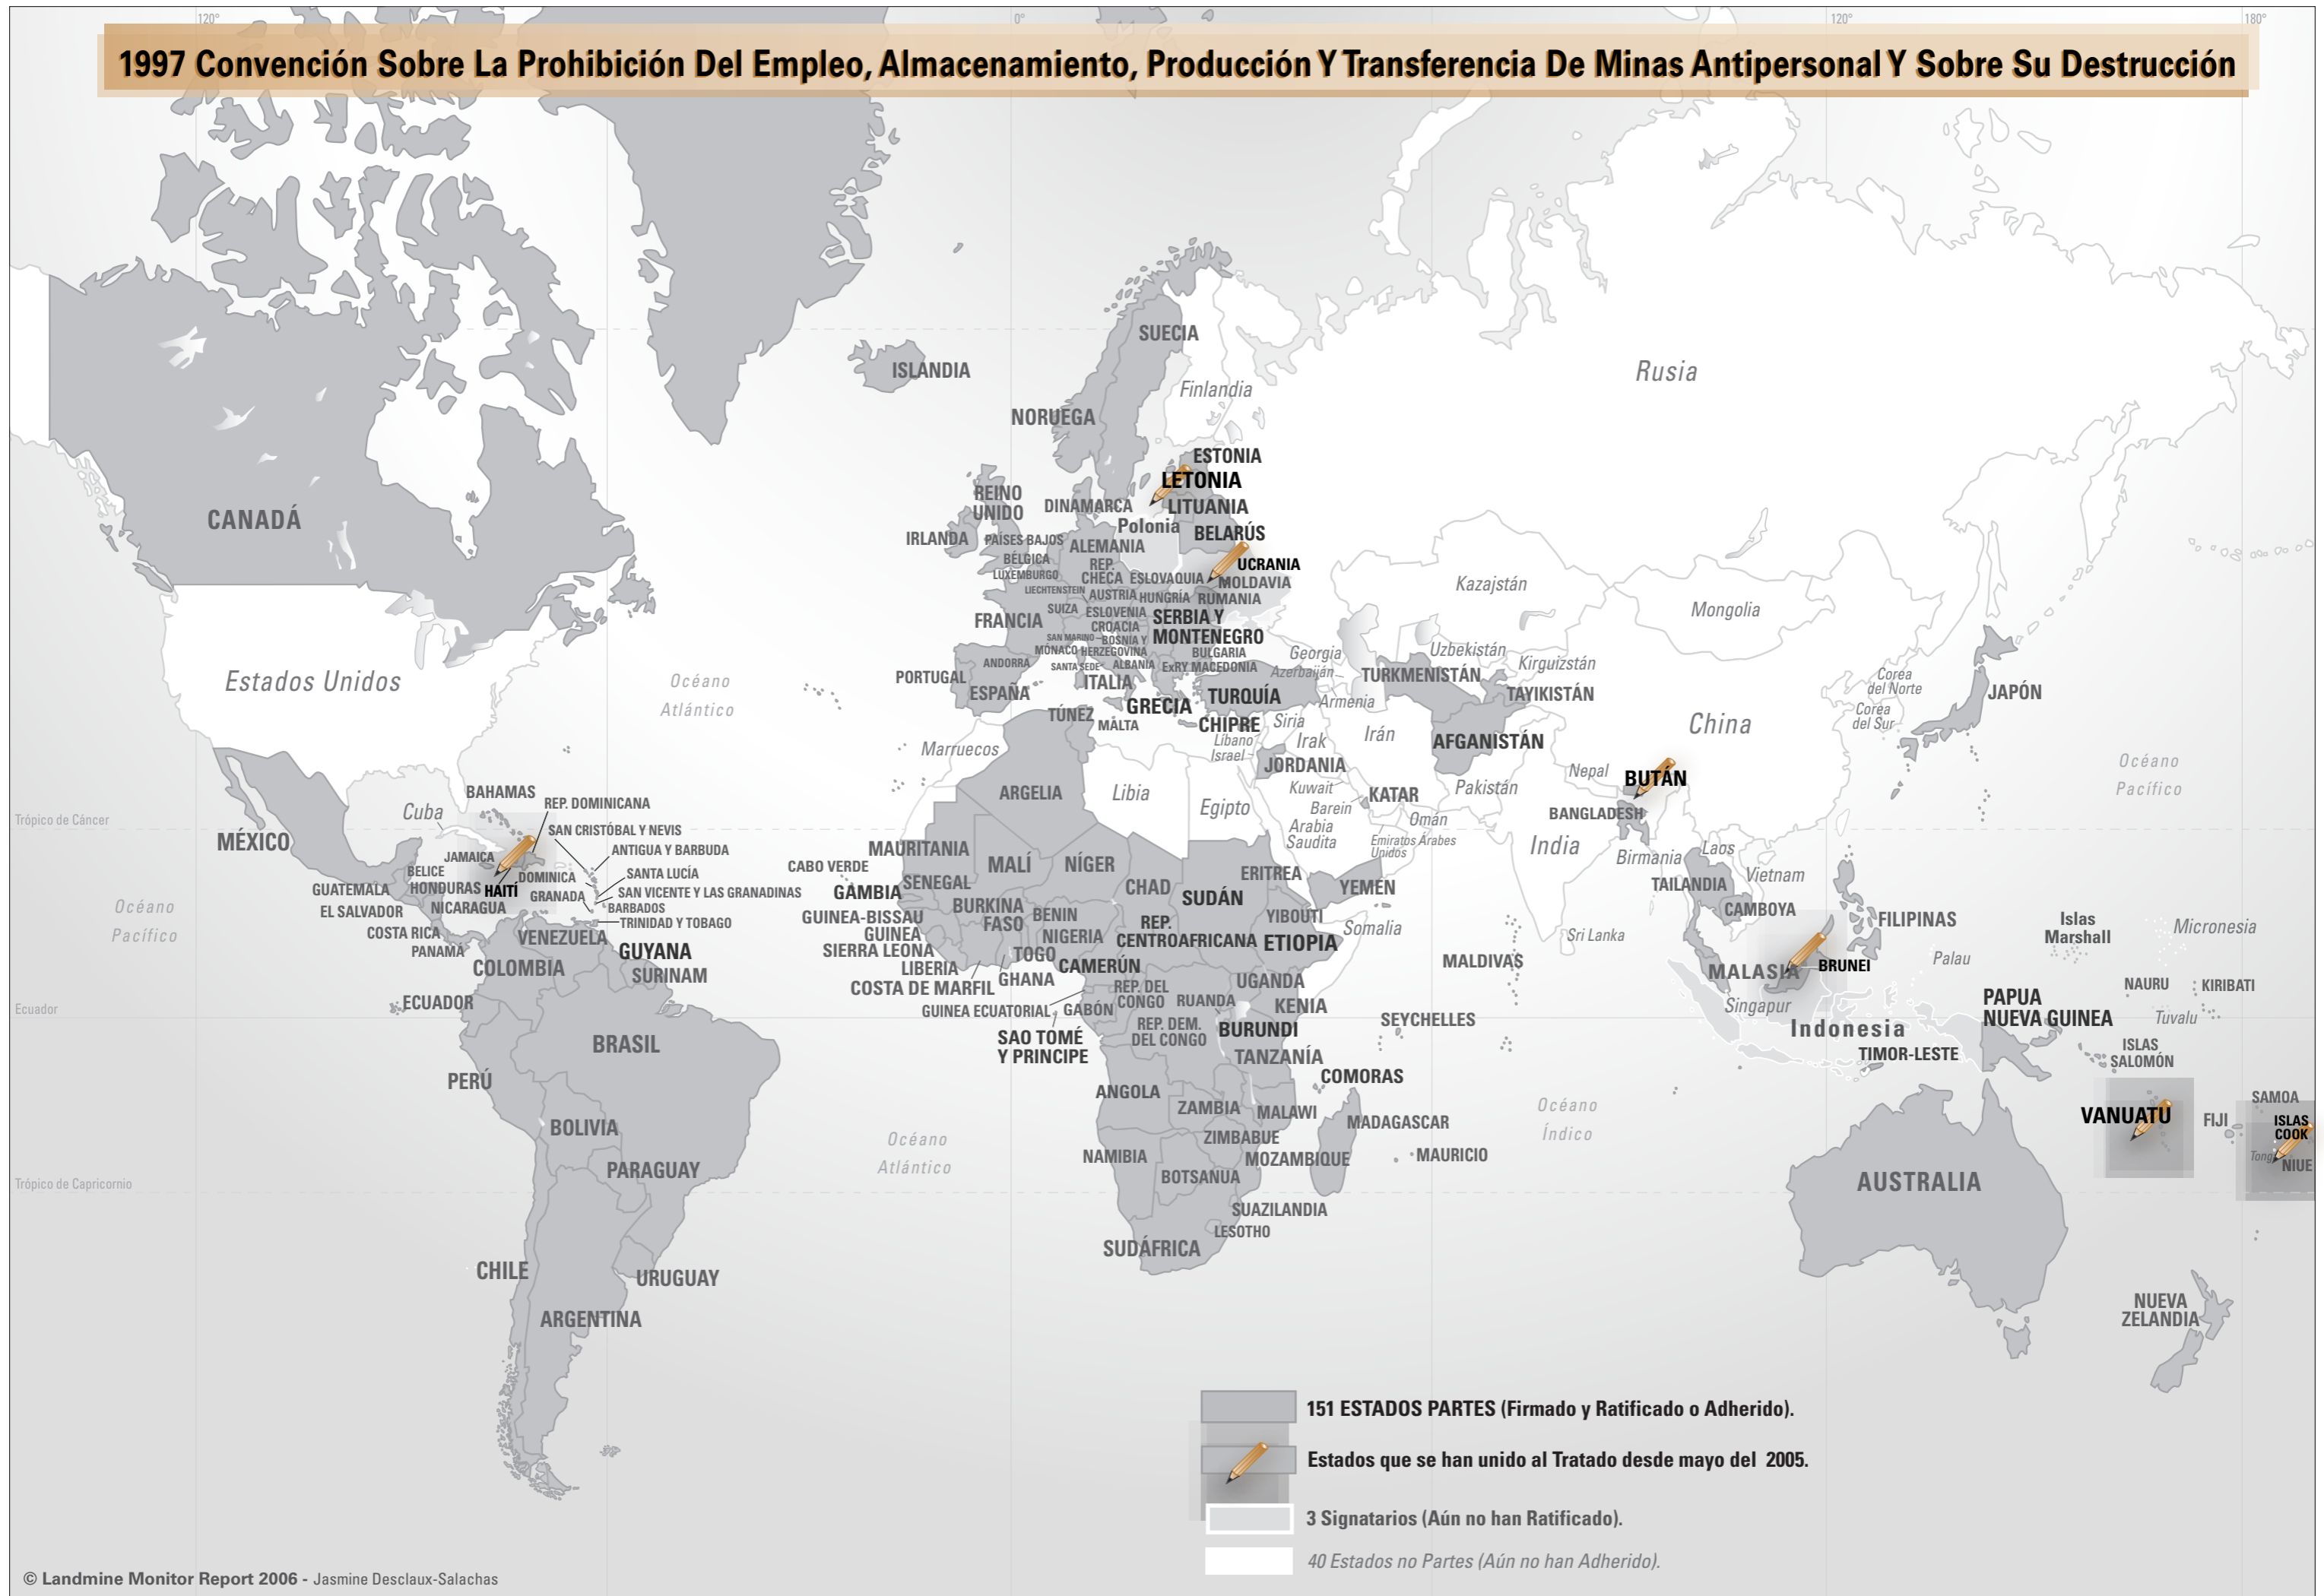 120°
0°
120°
180°
1997 Convención Sobre La Prohibición Del Empleo, Almacenamiento, Producción Y Transferencia De Minas Antipersonal Y Sobre Su Destrucción
SUECIA
ISLANDIA
Finlandia
Rusia
NORUEGA
ESTONIA
LETONIA
LITUANIA
REINO
UNIDO
DINAMARCA
Polonia
BELARÚS
CANADÁ
IRLANDA
PAÍSES BAJOS
ALEMANIA
BÉLGICA
REP.
CHECA
ESLOVAQUIA
UCRANIA
LUXEMBURGO
MOLDAVIA
LIECHTENSTEIN
AUSTRIA
HUNGRÍA
RUMANIA
SUIZA
ESLOVENIA
SERBIA Y
MONTENEGRO
FRANCIA
CROACIA
SAN MARINO
BOSNIA Y
HERZEGOVINA
MÓNACO
BULGARIA
ANDORRA
SANTA SEDE
ALBANIA
ExRY MACEDONIA
PORTUGAL
ESPAÑA
ITALIA
GRECIA
TURQUÍA
TÚNEZ
MALTA
CHIPRE
Kazajstán
Mongolia
Georgia
Azerbaiján
Armenia
Uzbekistán
Kirguizstán
TURKMENISTÁN
TAYIKISTÁN
Corea
del Norte
Corea
del Sur
JAPÓN
China
Estados Unidos
Océano
Atlántico
Marruecos
Siria
Líbano
Israel
Irak
Irán
AFGANISTÁN
JORDANIA
Kuwait
KATAR
Barein
Pakistán
Nepal
BUTÁN
Océano
Pacífico
ARGELIA
Libia
Egipto
Arabia
Saudita
Omán
Emiratos Árabes
Unidos
BANGLADESH
India
Birmania
Laos
Vietnam
TAILANDIA
CAMBOYA
BAHAMAS
Cuba
REP. DOMINICANA
Trópico de Cáncer
MÉXICO
SAN CRISTÓBAL Y NEVIS
ANTIGUA Y BARBUDA
JAMAICA
BELICE
DOMINICA
SANTA LUCÍA
GUATEMALA
HONDURAS
HAITÍ
GRANADA
SAN VICENTE Y LAS GRANADINAS
EL SALVADOR
NICARAGUA
BARBADOS
TRINIDAD Y TOBAGO
COSTA RICA
PANAMÁ
VENEZUELA
GUYANA
COLOMBIA
SURINAM
Océano
Pacífico
MAURITANIA
CABO VERDE
MALÍ
NÍGER
SENEGAL
GAMBIA
CHAD
SUDÁN
ERITREA
YEMEN
BURKINA
FASO
BENIN
YIBOUTI
GUINEA-BISSAU
GUINEA
NIGERIA
REP.
CENTROAFRICANA
ETIOPIA
Somalia
SIERRA LEONA
TOGO
LIBERIA
CAMERÚN
GHANA
COSTA DE MARFIL
REP. DEL
CONGO
RUANDA
UGANDA
KENIA
GUINEA ECUATORIAL
GABÓN
SAO TOMÉ
Y PRINCIPE
REP. DEM.
DEL CONGO
BURUNDI
TANZANÍA
SEYCHELLES
Sri Lanka
MALDIVAS
FILIPINAS
Islas
Marshall
Micronesia
Palau
MALASIA
BRUNEI
Singapur
Indonesia
NAURU
KIRIBATI
PAPUA
NUEVA GUINEA
Tuvalu
TIMOR-LESTE
ISLAS
SALOMÓN
Ecuador
ECUADOR
BRASIL
PERÚ
COMORAS
ANGOLA
ZAMBIA
MALAWI
MADAGASCAR
ZIMBABUE
MOZAMBIQUE
MAURICIO
NAMIBIA
BOTSANUA
SUAZILANDIA
LESOTHO
SUDÁFRICA
Océano
Índico
SAMOA
VANUATU
FIJI
ISLAS
COOK
NIUE
AUSTRALIA
NUEVA
ZELANDIA
BOLIVIA
PARAGUAY
Océano
Atlántico
Trópico de Capricornio
CHILE
URUGUAY
ARGENTINA
151 ESTADOS PARTES (Firmado y Ratificado o Adherido).
Estados que se han unido al Tratado desde mayo del 2005.
3 Signatarios (Aún no han Ratificado).
40 Estados no Partes (Aún no han Adherido).
© Landmine Monitor Report 2006 - Jasmine Desclaux-Salachas